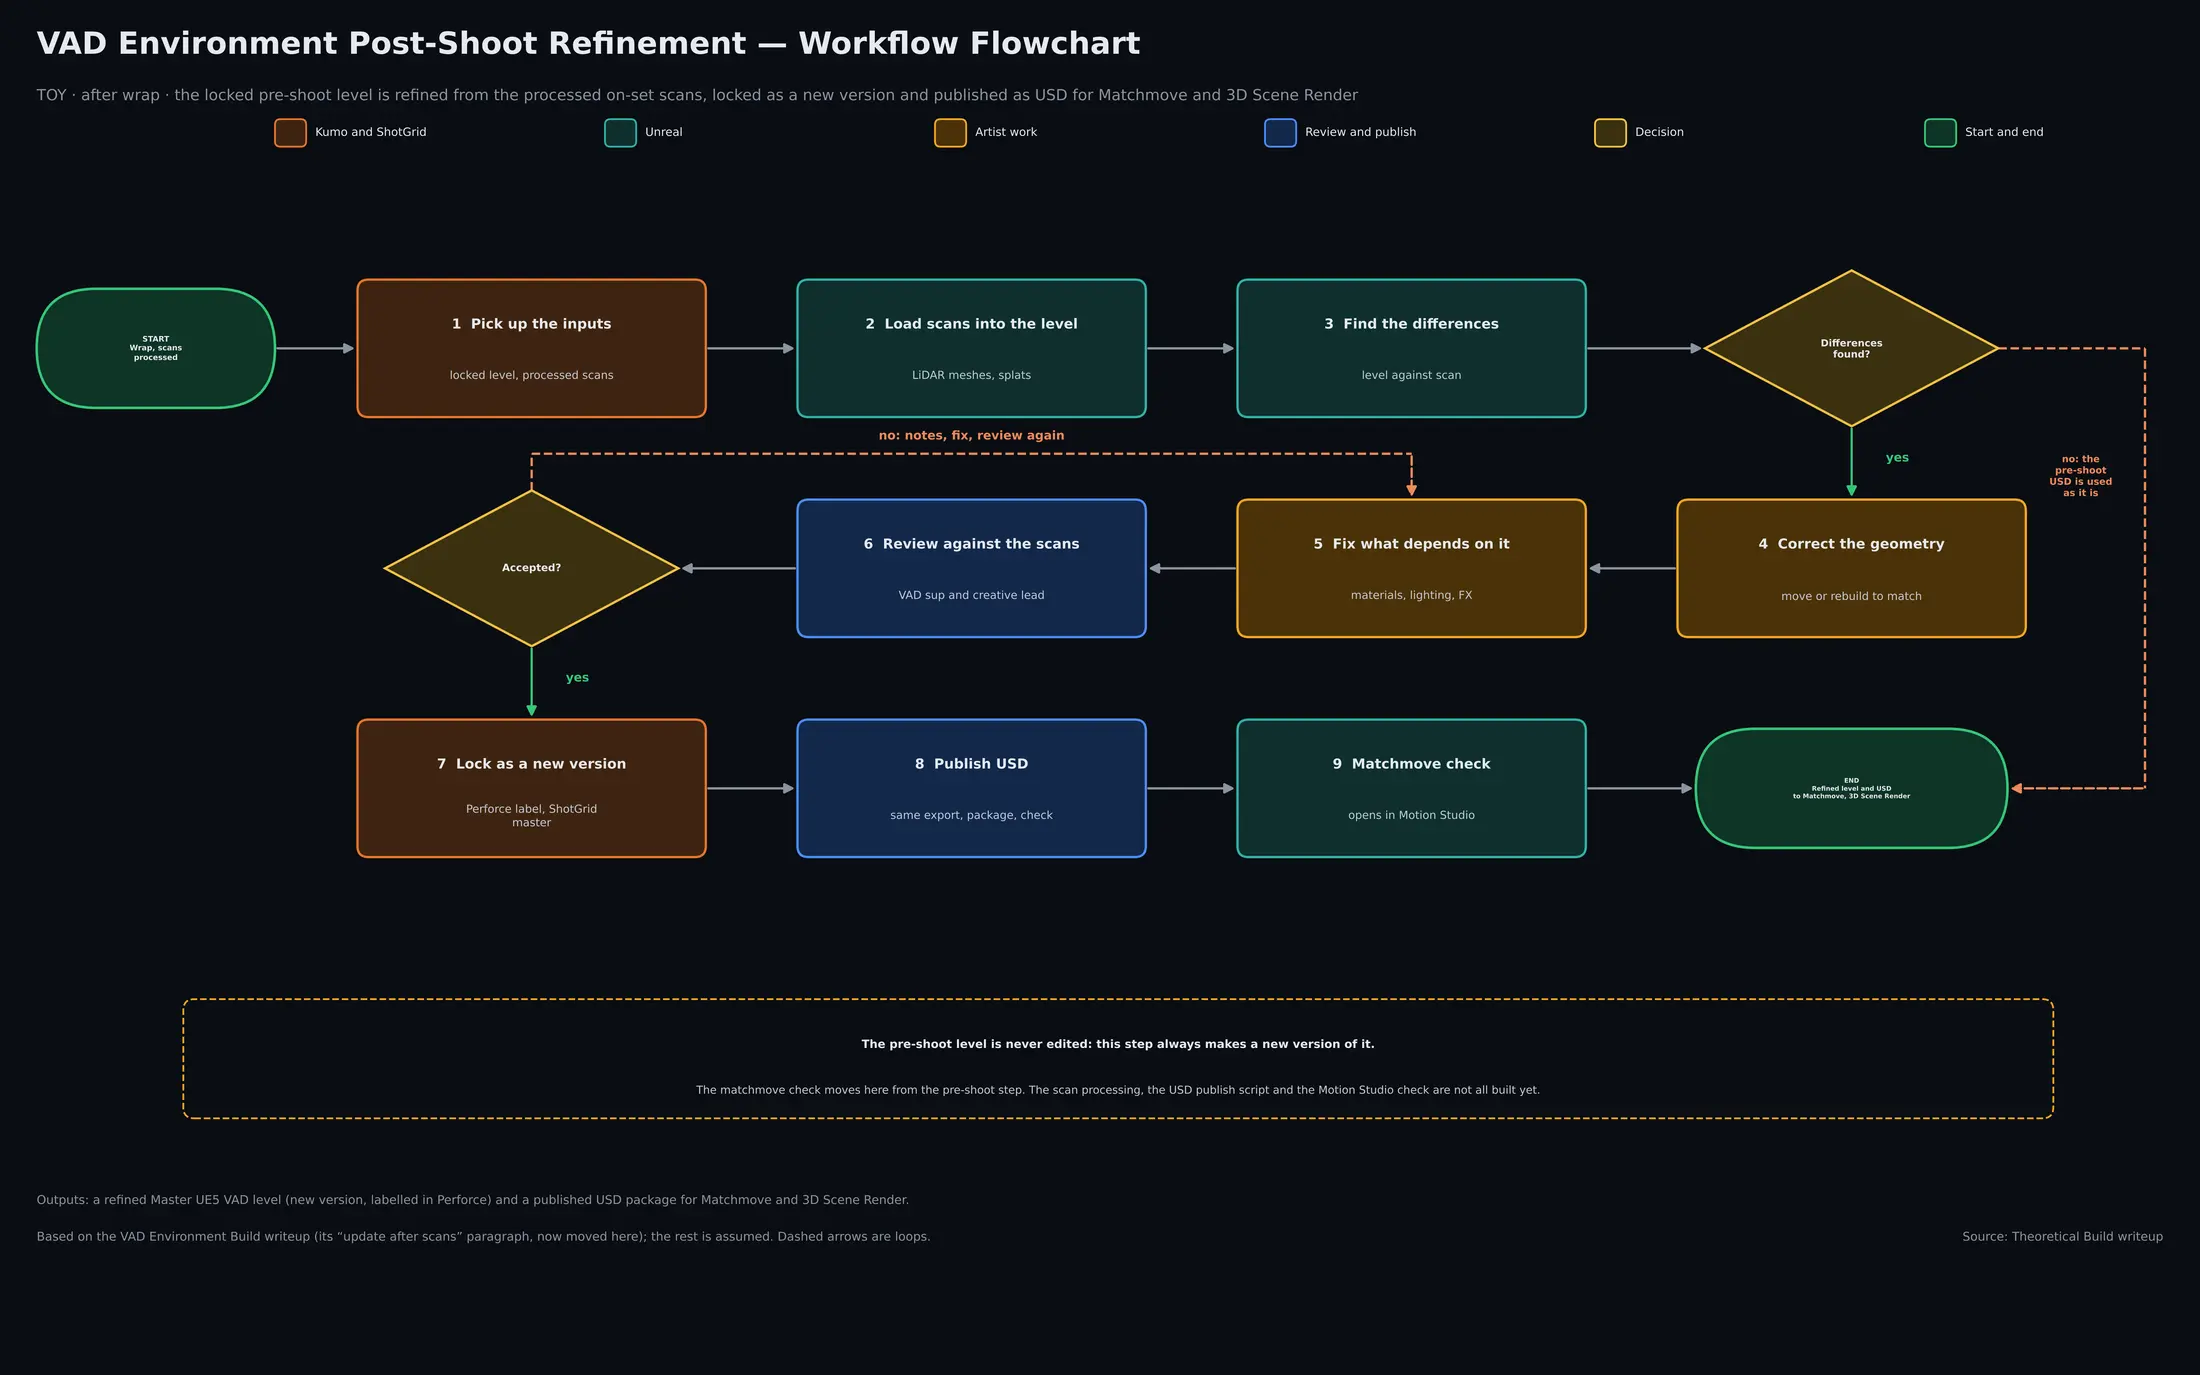 VAD Environment Post-Shoot Refinement — Workflow Flowchart
TOY · after wrap · the locked pre-shoot level is refined from the processed on-set scans, locked as a new version and published as USD for Matchmove and 3D Scene Render
Kumo and ShotGrid
Unreal
Artist work
Review and publish
Decision
Start and end
START
Wrap, scans
processed
1 Pick up the inputs
locked level, processed scans
2 Load scans into the level
LiDAR meshes, splats
3 Find the differences
level against scan
Differences
found?
no: notes, fix, review again
yes
no: the
pre-shoot
USD is used
as it is
Accepted?
6 Review against the scans
VAD sup and creative lead
5 Fix what depends on it
materials, lighting, FX
4 Correct the geometry
move or rebuild to match
yes
7 Lock as a new version
Perforce label, ShotGrid
master
8 Publish USD
same export, package, check
9 Matchmove check
opens in Motion Studio
END
Refined level and USD
to Matchmove, 3D Scene Render
The pre-shoot level is never edited: this step always makes a new version of it.
The matchmove check moves here from the pre-shoot step. The scan processing, the USD publish script and the Motion Studio check are not all built yet.
Outputs: a refined Master UE5 VAD level (new version, labelled in Perforce) and a published USD package for Matchmove and 3D Scene Render.
Based on the VAD Environment Build writeup (its “update after scans” paragraph, now moved here); the rest is assumed. Dashed arrows are loops.
Source: Theoretical Build writeup